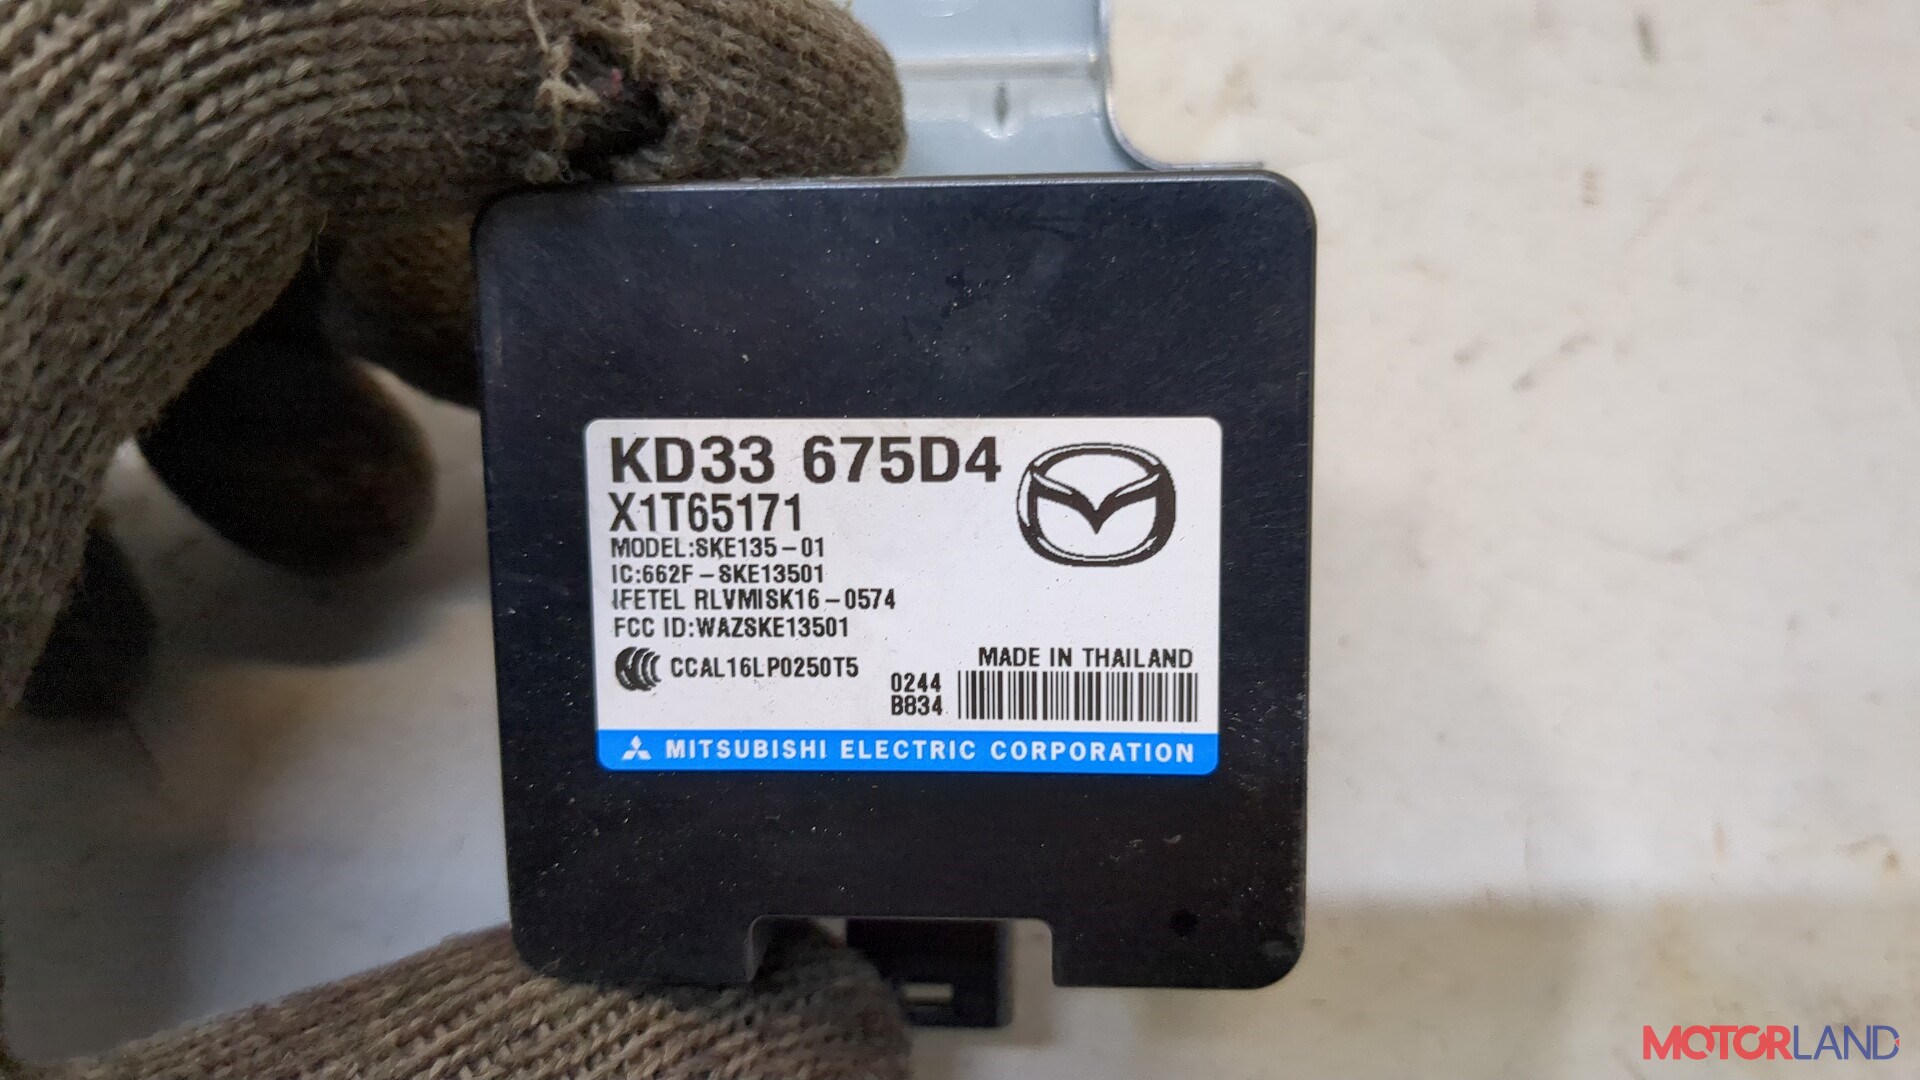 KD33 675D4
X1T65171
MODEL:SKE135-01
IC:662F-SKE13501
IFETEL RLVMISK16-0574
FCC ID:WAZSKE13501
CCAL16LP0250T5
MADE IN THAILAND
0244
B834
MITSUBISHI ELECTRIC CORPORATION
MOTORLAND